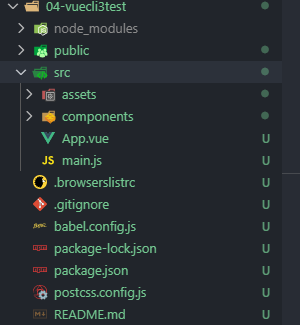 04-vuecli3test
node_modules
public
src
assets
components
App.vue U
JS main.js U
.browserslistrc U
.gitignore U
babel.config.js U
package-lock.json U
package.json U
postcss.config.js U
README.md U